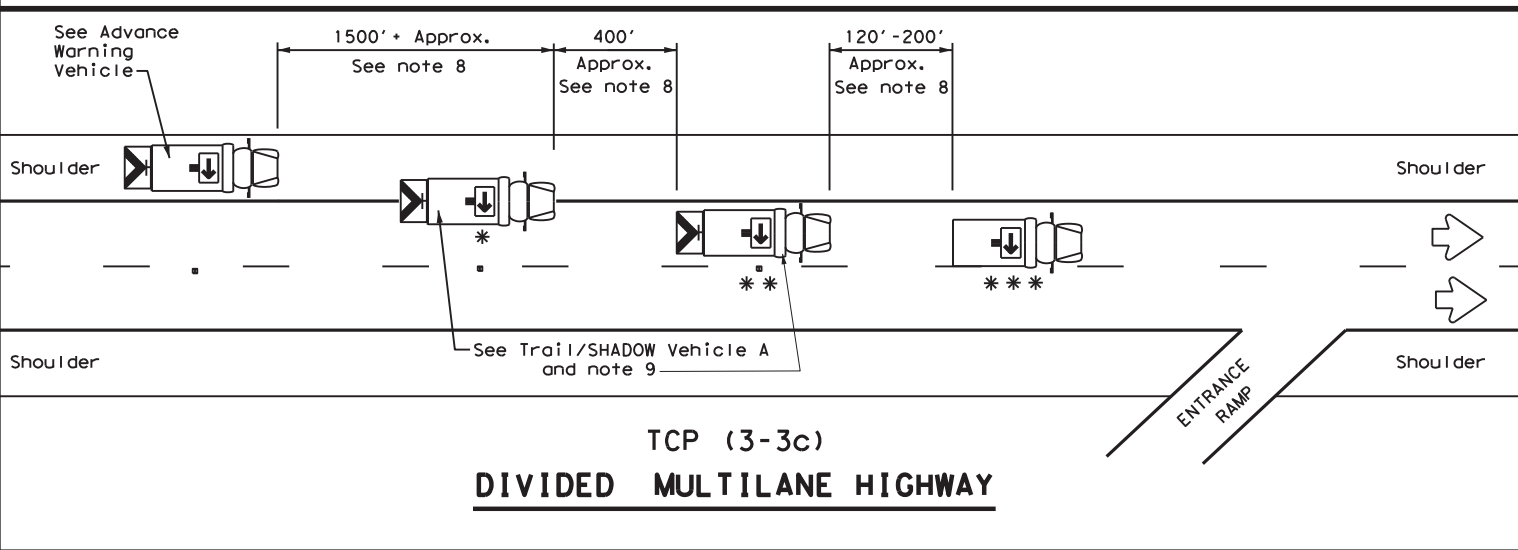 See Advance
Warning
Vehicle
1500'+ Approx.
See note 8
400'
Approx.
See note 8
120'-200'
Approx.
See note 8
Shoulder
Shoulder
*
**
***
See Trail/SHADOW Vehicle A
and note 9
Shoulder
Shoulder
ENTRANCE
RAMP
TCP (3-3c)
DIVIDED MULTILANE HIGHWAY